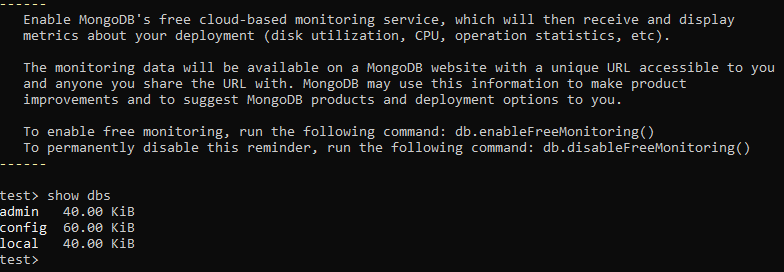 ------
Enable MongoDB's free cloud-based monitoring service, which will then receive and display
metrics about your deployment (disk utilization, CPU, operation statistics, etc).
The monitoring data will be available on a MongoDB website with a unique URL accessible to you
and anyone you share the URL with. MongoDB may use this information to make product
improvements and to suggest MongoDB products and deployment options to you.
To enable free monitoring, run the following command: db.enableFreeMonitoring()
To permanently disable this reminder, run the following command: db.disableFreeMonitoring()
------
test> show dbs
admin   40.00 KiB
config  60.00 KiB
local   40.00 KiB
test>